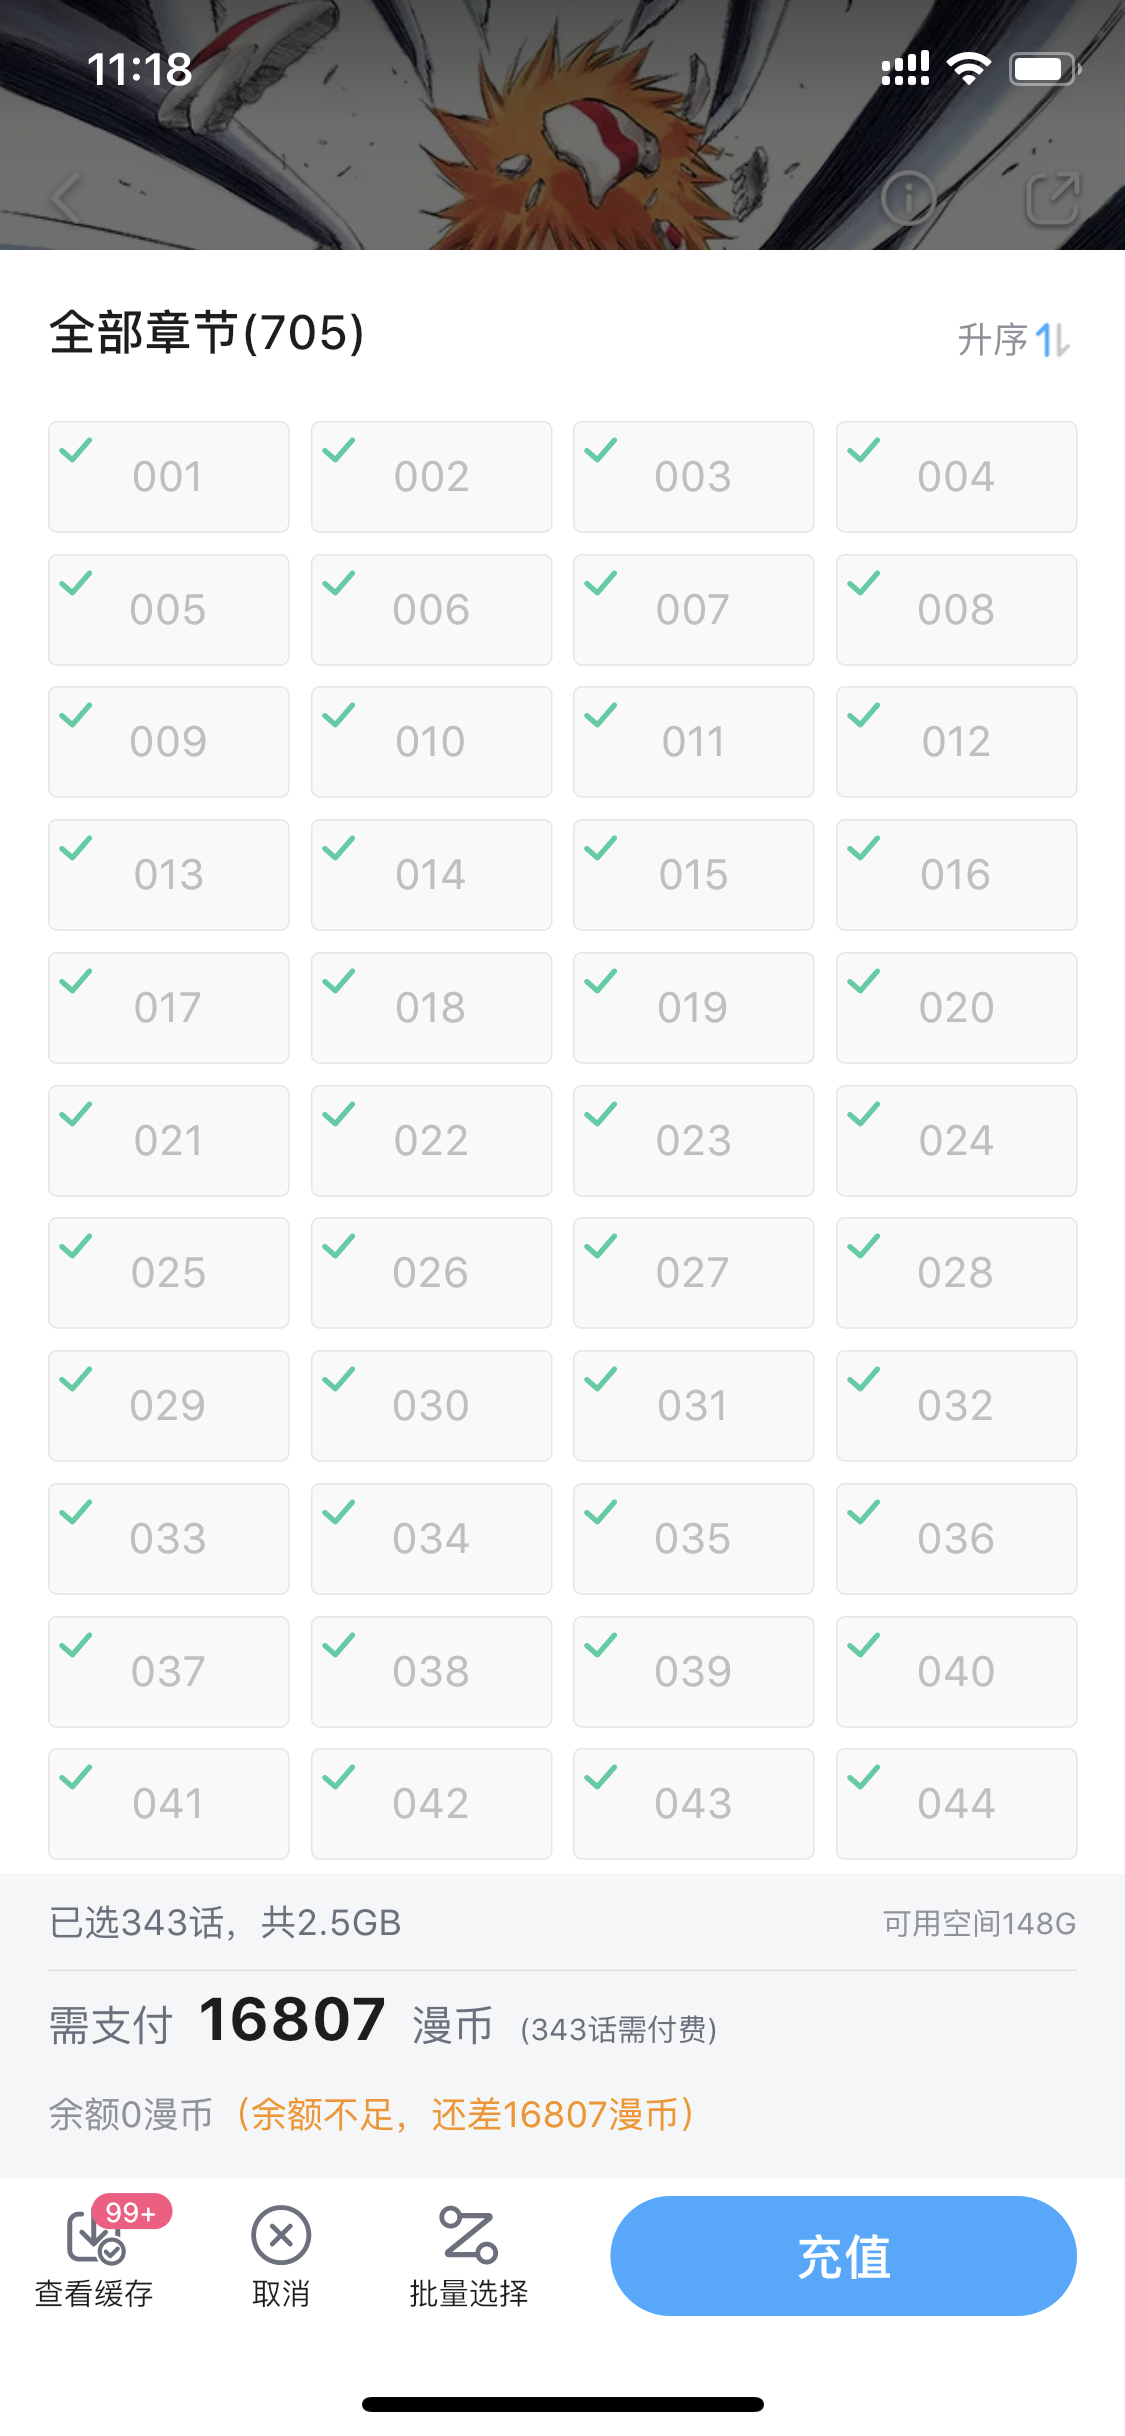 11:18
全部章节(705)
升序
001 002 003 004
005 006 007 008
009 010 011 012
013 014 015 016
017 018 019 020
021 022 023 024
025 026 027 028
029 030 031 032
033 034 035 036
037 038 039 040
041 042 043 044
已选343话，共2.5GB
可用空间148G
需支付 16807 漫币 (343话需付费)
余额0漫币（余额不足，还差16807漫币）
99+
查看缓存 取消 批量选择 充值